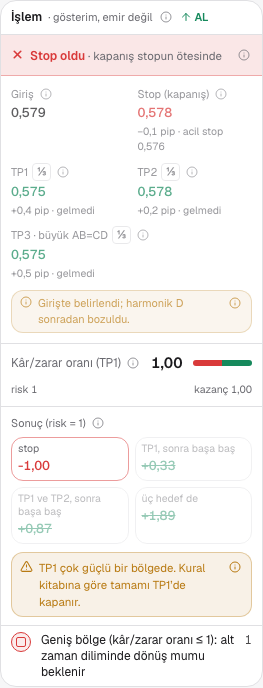 İşlem · gösterim, emir değil ↑ AL
× Stop oldu · kapanış stopun ötesinde
Giriş
0,579
Stop (kapanış)
0,578
−0,1 pip · acil stop
0,576
TP1 ⅓
0,575
+0,4 pip · gelmedi
TP2 ⅓
0,578
+0,2 pip · gelmedi
TP3 · büyük AB=CD ⅓
0,575
+0,5 pip · gelmedi
Girişte belirlendi; harmonik D
sonradan bozuldu.
Kâr/zarar oranı (TP1) 1,00
risk 1 kazanç 1,00
Sonuç (risk = 1)
stop
-1,00
TP1, sonra başa baş
+0,33
TP1 ve TP2, sonra
başa baş
+0,87
üç hedef de
+1,89
TP1 çok güçlü bir bölgede. Kural
kitabına göre tamamı TP1'de
kapanır.
Geniş bölge (kâr/zarar oranı ≤ 1): alt 1
zaman diliminde dönüş mumu
beklenir